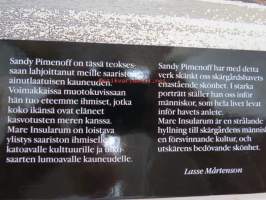 Sandy Pimenoff on tässä teokses-
saan lahjoittanut meille saariston
ainutlaatuisen kauneuden.
Voimakkaissa muotokuvissaan
hän tuo eteemme ihmiset, jotka
koko ikänsä ovat eläneet
kasvotusten meren kanssa.
Mare Insularum on loistava
ylistys saariston ihmiselle,
katoavalle kulttuurille ja
saarten lumoavalle kauneudelle.
Sandy Pimenoff har med detta
verk skänkt oss skärgårdshavets
enastående skönhet. I starka
porträtt ställer han oss inför
människor, som hela livet levat
inför havets anlete.
Mare Insularum är en strålande
hyllning till skärgårdens människa,
en försvinnande kultur, och
utskärens bedövande skönhet.
Lasse Mårtenson